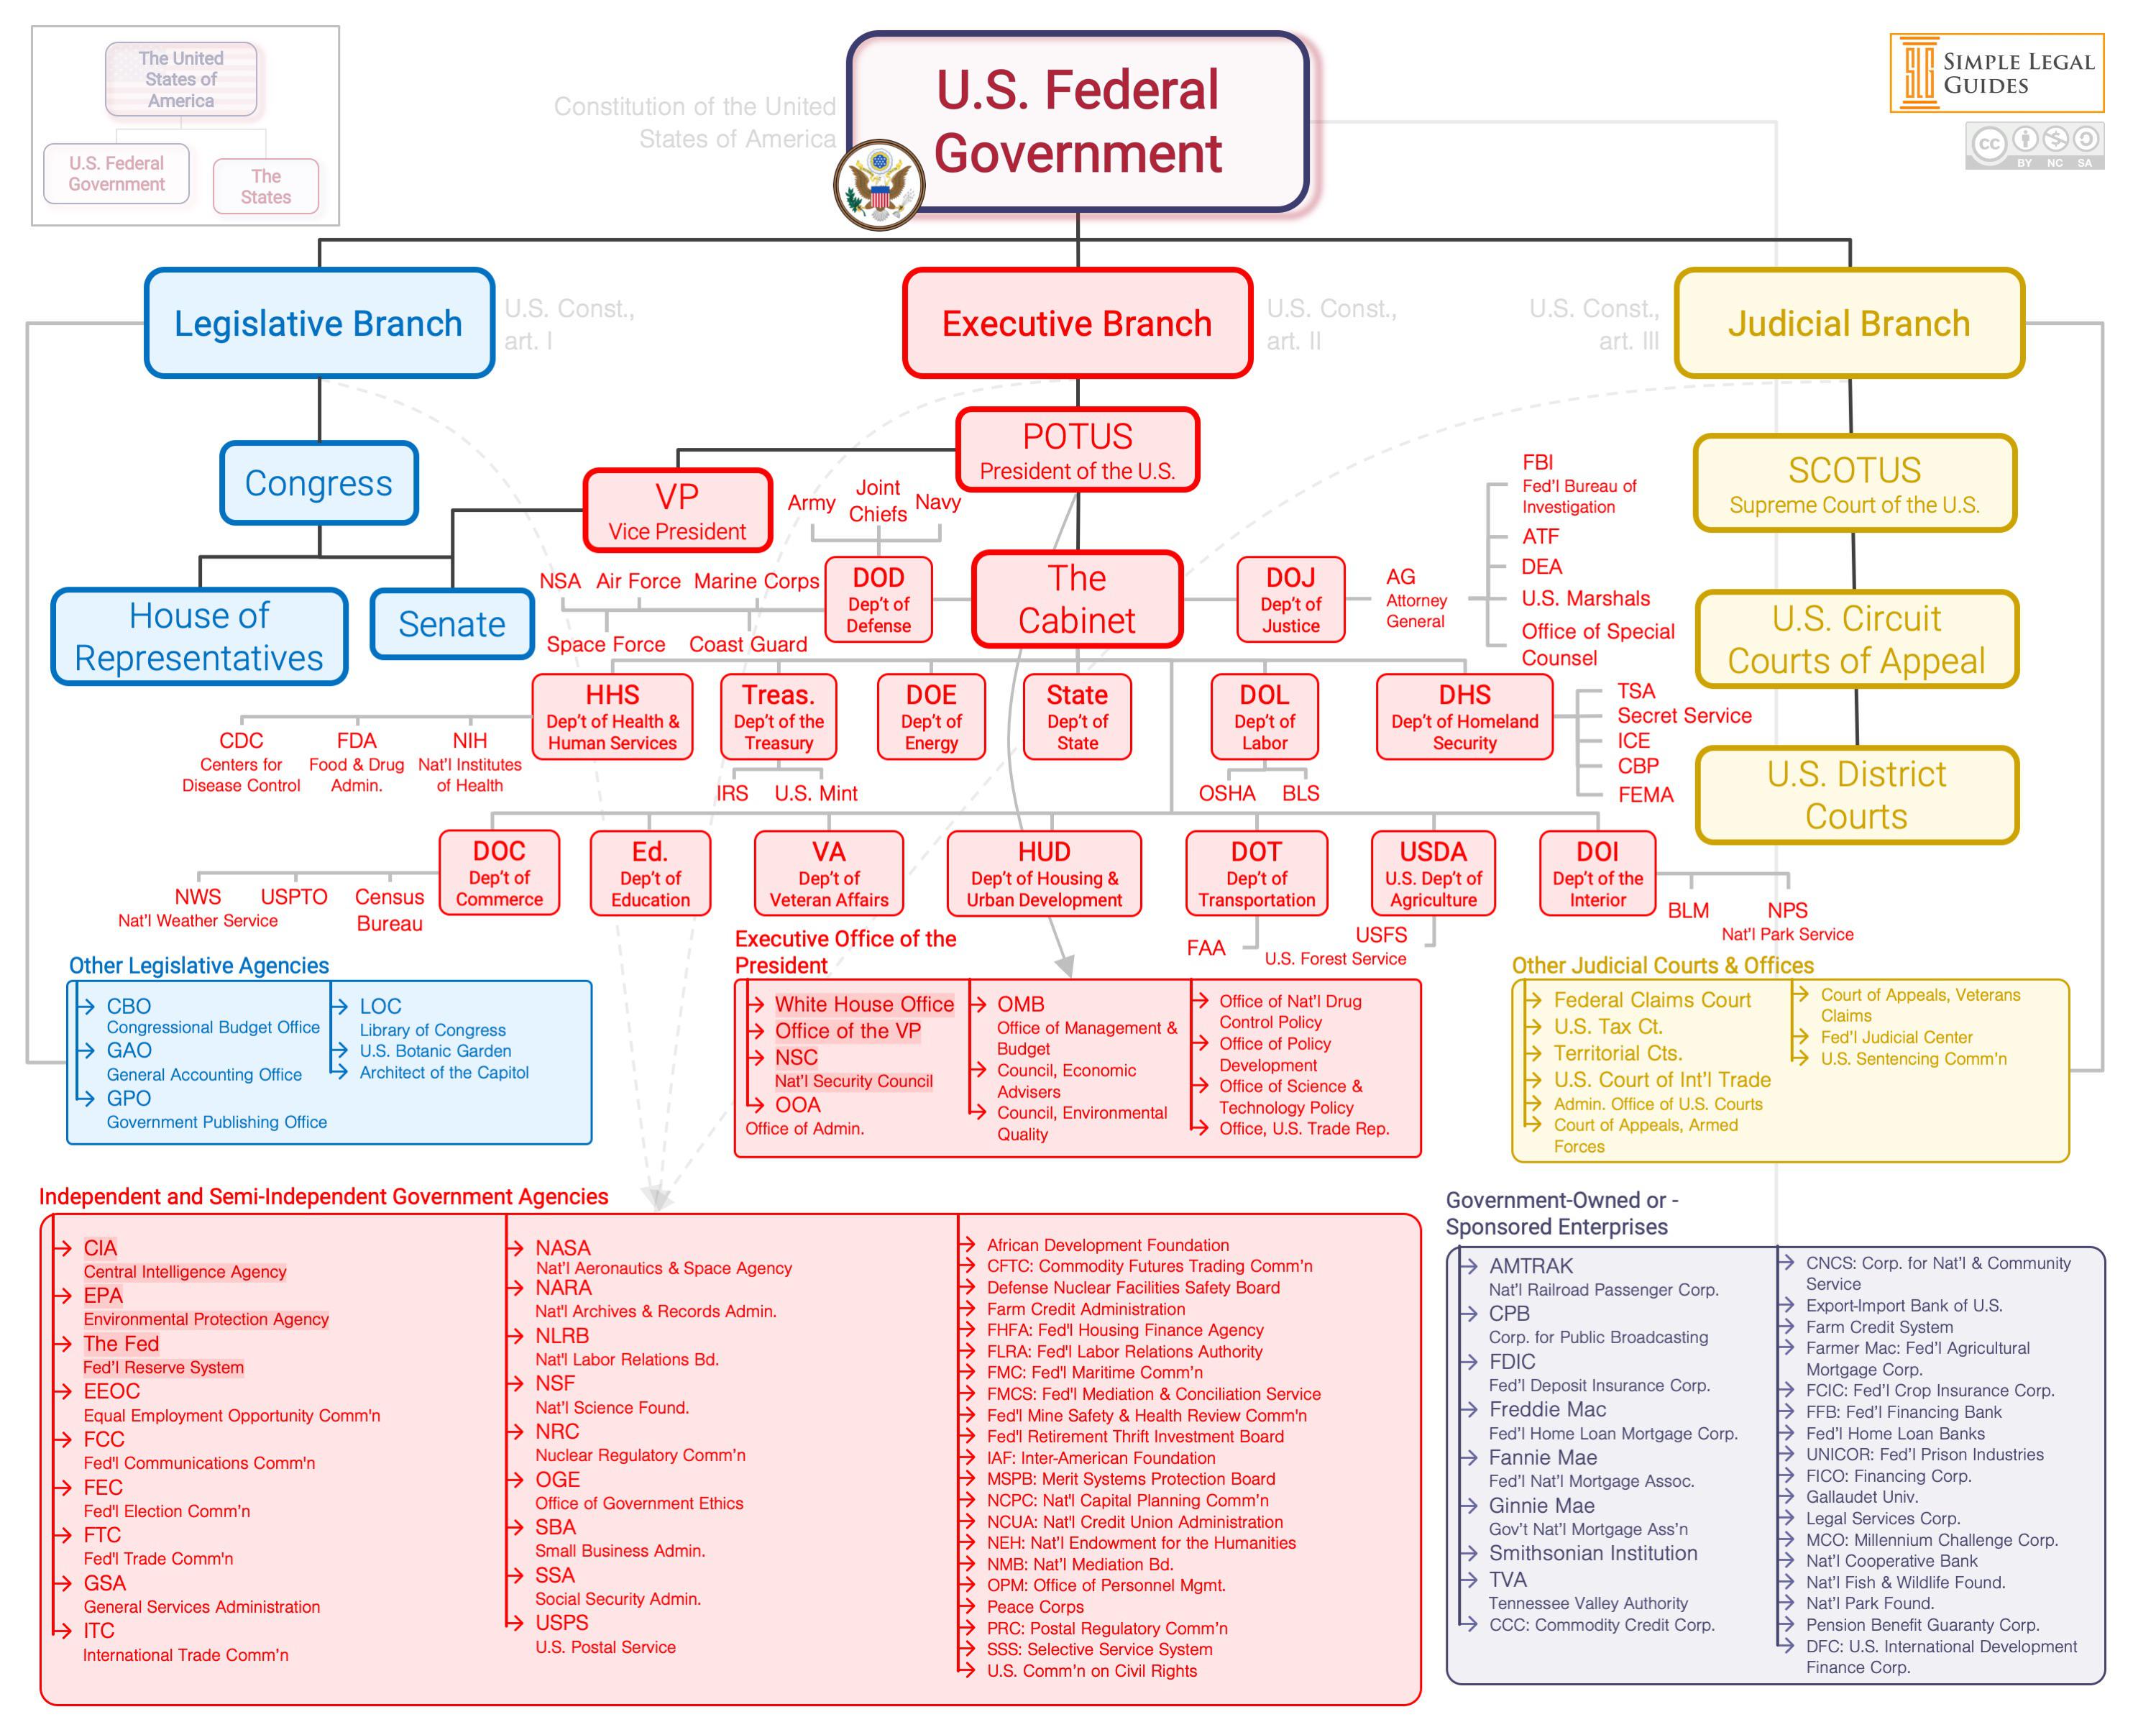 The United
States of
America
U.S. Federal
Government
The
States
Constitution of the United
States of America
U.S. Federal
Government
SLG
SIMPLE LEGAL
GUIDES
cc
BY NC SA
Legislative Branch
U.S. Const.,
art. I
Executive Branch
U.S. Const.,
art. II
U.S. Const.,
art. III
Judicial Branch
Congress
House of
Representatives
Senate
POTUS
President of the U.S.
VP
Vice President
The
Cabinet
SCOTUS
Supreme Court of the U.S.
U.S. Circuit
Courts of Appeal
U.S. District
Courts
Army
Joint
Chiefs
Navy
NSA
Air Force
Marine Corps
Space Force
Coast Guard
DOD
Dep't of
Defense
DOJ
Dep't of
Justice
AG
Attorney
General
FBI
Fed'l Bureau of
Investigation
ATF
DEA
U.S. Marshals
Office of Special
Counsel
HHS
Dep't of Health &
Human Services
CDC
Centers for
Disease Control
FDA
Food & Drug
Admin.
NIH
Nat'l Institutes
of Health
Treas.
Dep't of the
Treasury
IRS
U.S. Mint
DOE
Dep't of
Energy
State
Dep't of
State
DOL
Dep't of
Labor
OSHA
BLS
DHS
Dep't of Homeland
Security
TSA
Secret Service
ICE
CBP
FEMA
DOC
Dep't of
Commerce
NWS
Nat'l Weather Service
USPTO
Census
Bureau
Ed.
Dep't of
Education
VA
Dep't of
Veteran Affairs
HUD
Dep't of Housing &
Urban Development
DOT
Dep't of
Transportation
FAA
USDA
U.S. Dep't of
Agriculture
USFS
U.S. Forest Service
DOI
Dep't of the
Interior
BLM
NPS
Nat'l Park Service
Other Legislative Agencies
CBO
Congressional Budget Office
GAO
General Accounting Office
GPO
Government Publishing Office
LOC
Library of Congress
U.S. Botanic Garden
Architect of the Capitol
Executive Office of the
President
White House Office
Office of the VP
NSC
Nat'l Security Council
OOA
Office of Admin.
OMB
Office of Management &
Budget
Council, Economic
Advisers
Council, Environmental
Quality
Office of Nat'l Drug
Control Policy
Office of Policy
Development
Office of Science &
Technology Policy
Office, U.S. Trade Rep.
Other Judicial Courts & Offices
Federal Claims Court
U.S. Tax Ct.
Territorial Cts.
U.S. Court of Int'l Trade
Admin. Office of U.S. Courts
Court of Appeals, Armed
Forces
Court of Appeals, Veterans
Claims
Fed'l Judicial Center
U.S. Sentencing Comm'n
Independent and Semi-Independent Government Agencies
CIA
Central Intelligence Agency
EPA
Environmental Protection Agency
The Fed
Fed'l Reserve System
EEOC
Equal Employment Opportunity Comm'n
FCC
Fed'l Communications Comm'n
FEC
Fed'l Election Comm'n
FTC
Fed'l Trade Comm'n
GSA
General Services Administration
ITC
International Trade Comm'n
NASA
Nat'l Aeronautics & Space Agency
NARA
Nat'l Archives & Records Admin.
NLRB
Nat'l Labor Relations Bd.
NSF
Nat'l Science Found.
NRC
Nuclear Regulatory Comm'n
OGE
Office of Government Ethics
SBA
Small Business Admin.
SSA
Social Security Admin.
USPS
U.S. Postal Service
African Development Foundation
CFTC: Commodity Futures Trading Comm'n
Defense Nuclear Facilities Safety Board
Farm Credit Administration
FHFA: Fed'l Housing Finance Agency
FLRA: Fed'l Labor Relations Authority
FMC: Fed'l Maritime Comm'n
FMCS: Fed'l Mediation & Conciliation Service
Fed'l Mine Safety & Health Review Comm'n
Fed'l Retirement Thrift Investment Board
IAF: Inter-American Foundation
MSPB: Merit Systems Protection Board
NCPC: Nat'l Capital Planning Comm'n
NCUA: Nat'l Credit Union Administration
NEH: Nat'l Endowment for the Humanities
NMB: Nat'l Mediation Bd.
OPM: Office of Personnel Mgmt.
Peace Corps
PRC: Postal Regulatory Comm'n
SSS: Selective Service System
U.S. Comm'n on Civil Rights
Government-Owned or -
Sponsored Enterprises
AMTRAK
Nat'l Railroad Passenger Corp.
CPB
Corp. for Public Broadcasting
FDIC
Fed'l Deposit Insurance Corp.
Freddie Mac
Fed'l Home Loan Mortgage Corp.
Fannie Mae
Fed'l Nat'l Mortgage Assoc.
Ginnie Mae
Gov't Nat'l Mortgage Ass'n
Smithsonian Institution
TVA
Tennessee Valley Authority
CCC: Commodity Credit Corp.
CNCS: Corp. for Nat'l & Community
Service
Export-Import Bank of U.S.
Farm Credit System
Farmer Mac: Fed'l Agricultural
Mortgage Corp.
FCIC: Fed'l Crop Insurance Corp.
FFB: Fed'l Financing Bank
Fed'l Home Loan Banks
UNICOR: Fed'l Prison Industries
FICO: Financing Corp.
Gallaudet Univ.
Legal Services Corp.
MCO: Millennium Challenge Corp.
Nat'l Cooperative Bank
Nat'l Fish & Wildlife Found.
Nat'l Park Found.
Pension Benefit Guaranty Corp.
DFC: U.S. International Development
Finance Corp.